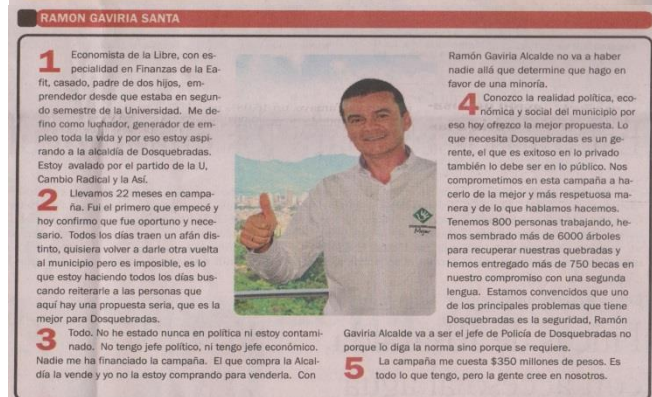 RAMON GAVIRIA SANTA
1 Economista de la Libre, con es-
pecialidad en Finanzas de la Ea-
fit, casado, padre de dos hijos, em-
prendedor desde que estaba en segun-
do semestre de la Universidad. Me de-
fino como luchador, generador de em-
pleo toda la vida y por eso estoy aspi-
rando a la alcaldía de Dosquebradas.
Estoy avalado por el partido de la U,
Cambio Radical y la Así.
2 Llevamos 22 meses en campa-
ña. Fui el primero que empecé y
hoy confirmo que fue oportuno y nece-
sario. Todos los días traen un afán dis-
tinto, quisiera volver a darle otra vuelta
al municipio pero es imposible, es lo
que estoy haciendo todos los días bus-
cando reiterarle a las personas que
aquí hay una propuesta seria, que es la
mejor para Dosquebradas.
3 Todo. No he estado nunca en política ni estoy contami-
nado. No tengo jefe político, ni tengo jefe económico.
Nadie me ha financiado la campaña. El que compra la Alcal-
día la vende y yo no la estoy comprando para venderla. Con
Ramón Gaviria Alcalde no va a haber
nadie allá que determine que hago en
favor de una minoría.
4 Conozco la realidad política, eco-
nómica y social del municipio por
eso hoy ofrezco la mejor propuesta. Lo
que necesita Dosquebradas es un ge-
rente, el que es exitoso en lo privado
también lo debe ser en lo público. Nos
comprometimos en esta campaña a ha-
cerlo de la mejor y más respetuosa ma-
nera y de lo que hablamos hacemos.
Tenemos 800 personas trabajando, he-
mos sembrado más de 6000 árboles
para recuperar nuestras quebradas y
hemos entregado más de 750 becas en
nuestro compromiso con una segunda
lengua. Estamos convencidos que uno
de los principales problemas que tiene
Dosquebradas es la seguridad, Ramón
Gaviria Alcalde va a ser el jefe de Policía de Dosquebradas no
porque lo diga la norma sino porque se requiere.
5 La campaña me cuesta $350 millones de pesos. Es
todo lo que tengo, pero la gente cree en nosotros.